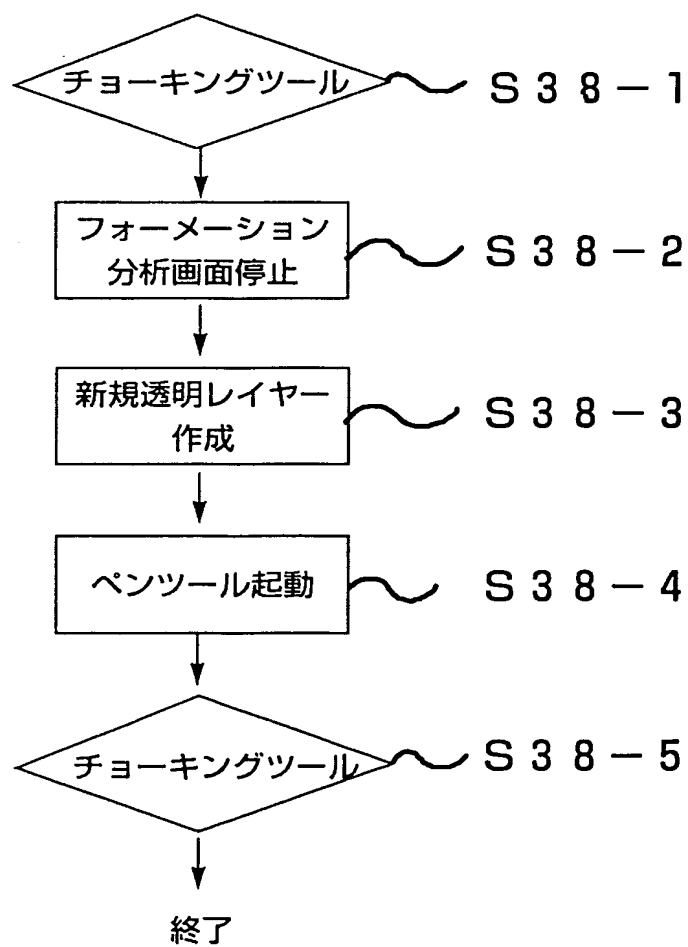 チョーキングツール
S38-1
フォーメーション
分析画面停止
S38-2
新規透明レイヤー
作成
S38-3
ペンツール起動
S38-4
チョーキングツール
S38-5
終了